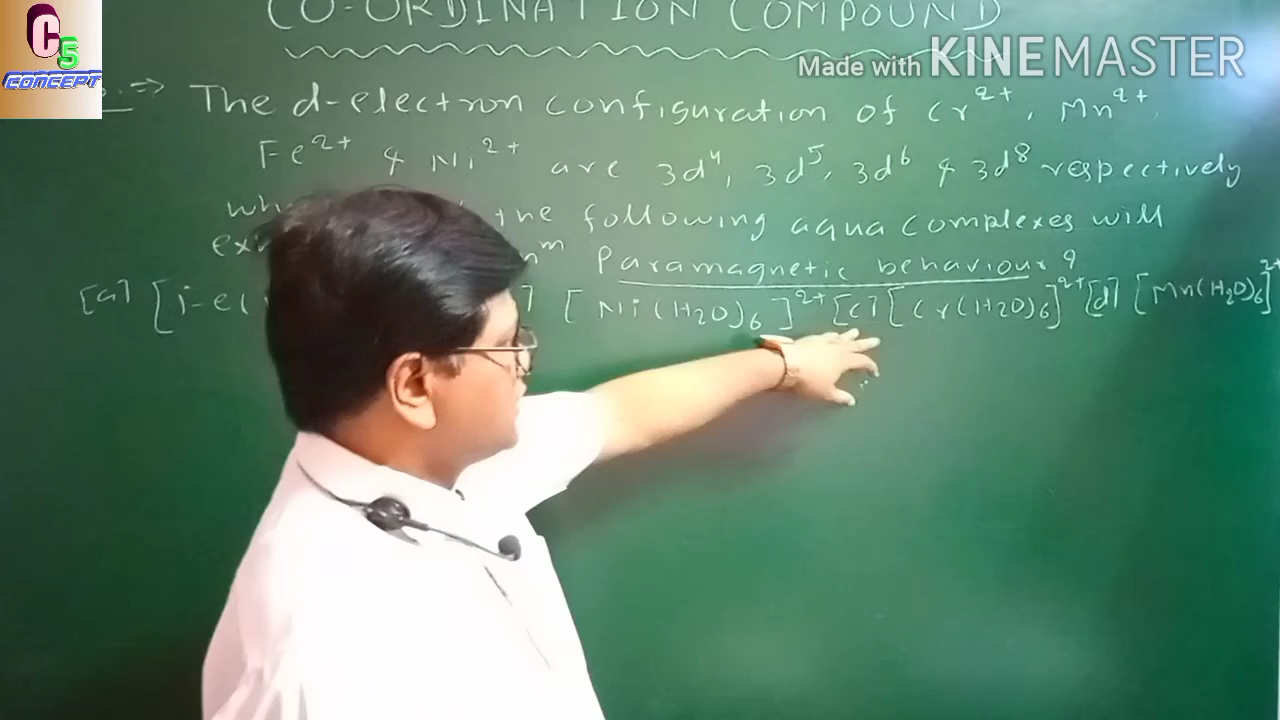 C5
CONCEPT
CO-ORDINATION COMPOUND
Made with KINEMASTER
⇒ The d-electron configuration of Cr²⁺, Mn²⁺,
Fe²⁺ & Ni²⁺ are 3d⁴, 3d⁵, 3d⁶ & 3d⁸ respectively
the following aqua complexes will
Paramagnetic behaviour?
[a] [ ] [Ni(H₂O)₆]²⁺ [c] [Cr(H₂O)₆]²⁺ [d] [Mn(H₂O)₆]²⁺